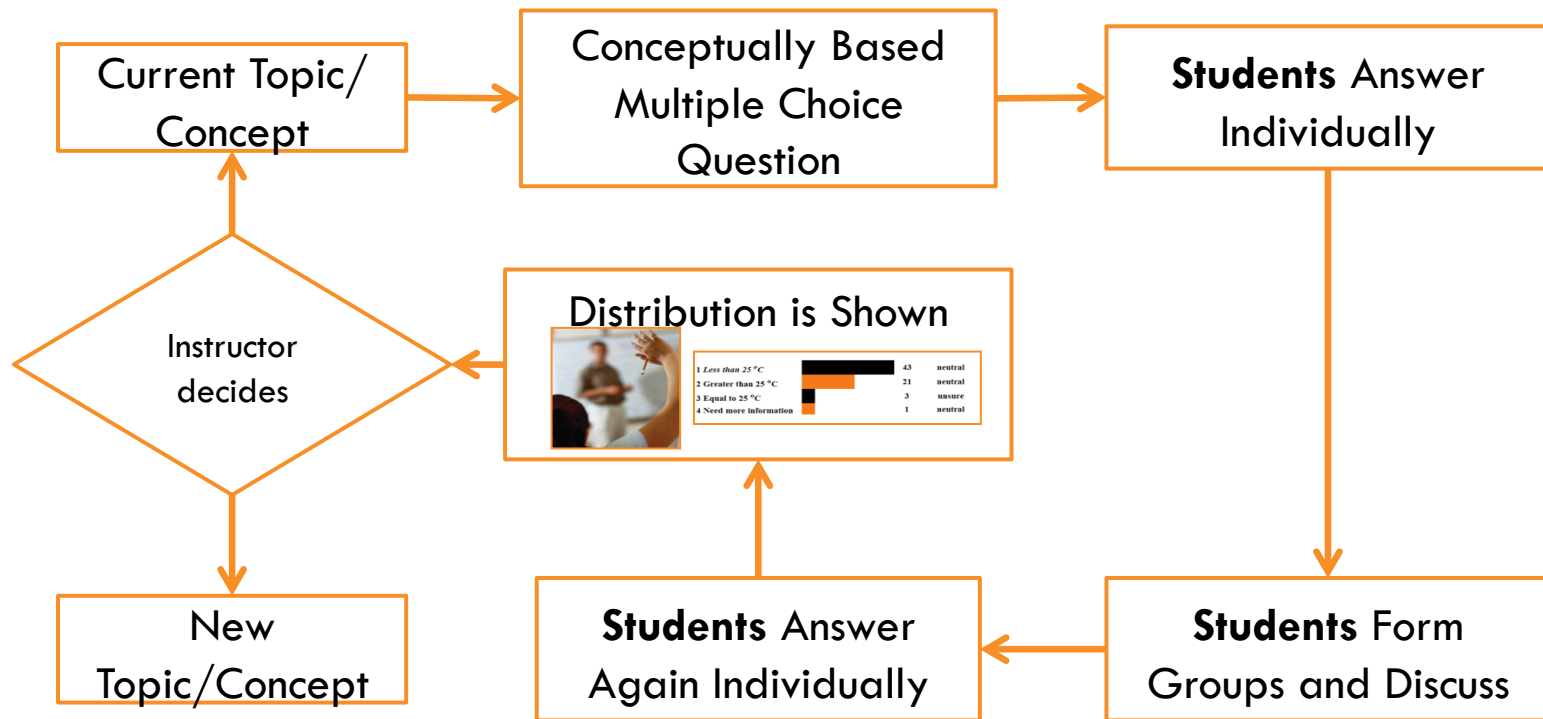 Current Topic/
Concept
Conceptually Based
Multiple Choice
Question
Students Answer
Individually
Instructor
decides
Distribution is Shown
1 Less than 25 °C 43 neutral
2 Greater than 25 °C 21 neutral
3 Equal to 25 °C 3 unsure
4 Need more information 1 neutral
New
Topic/Concept
Students Answer
Again Individually
Students Form
Groups and Discuss